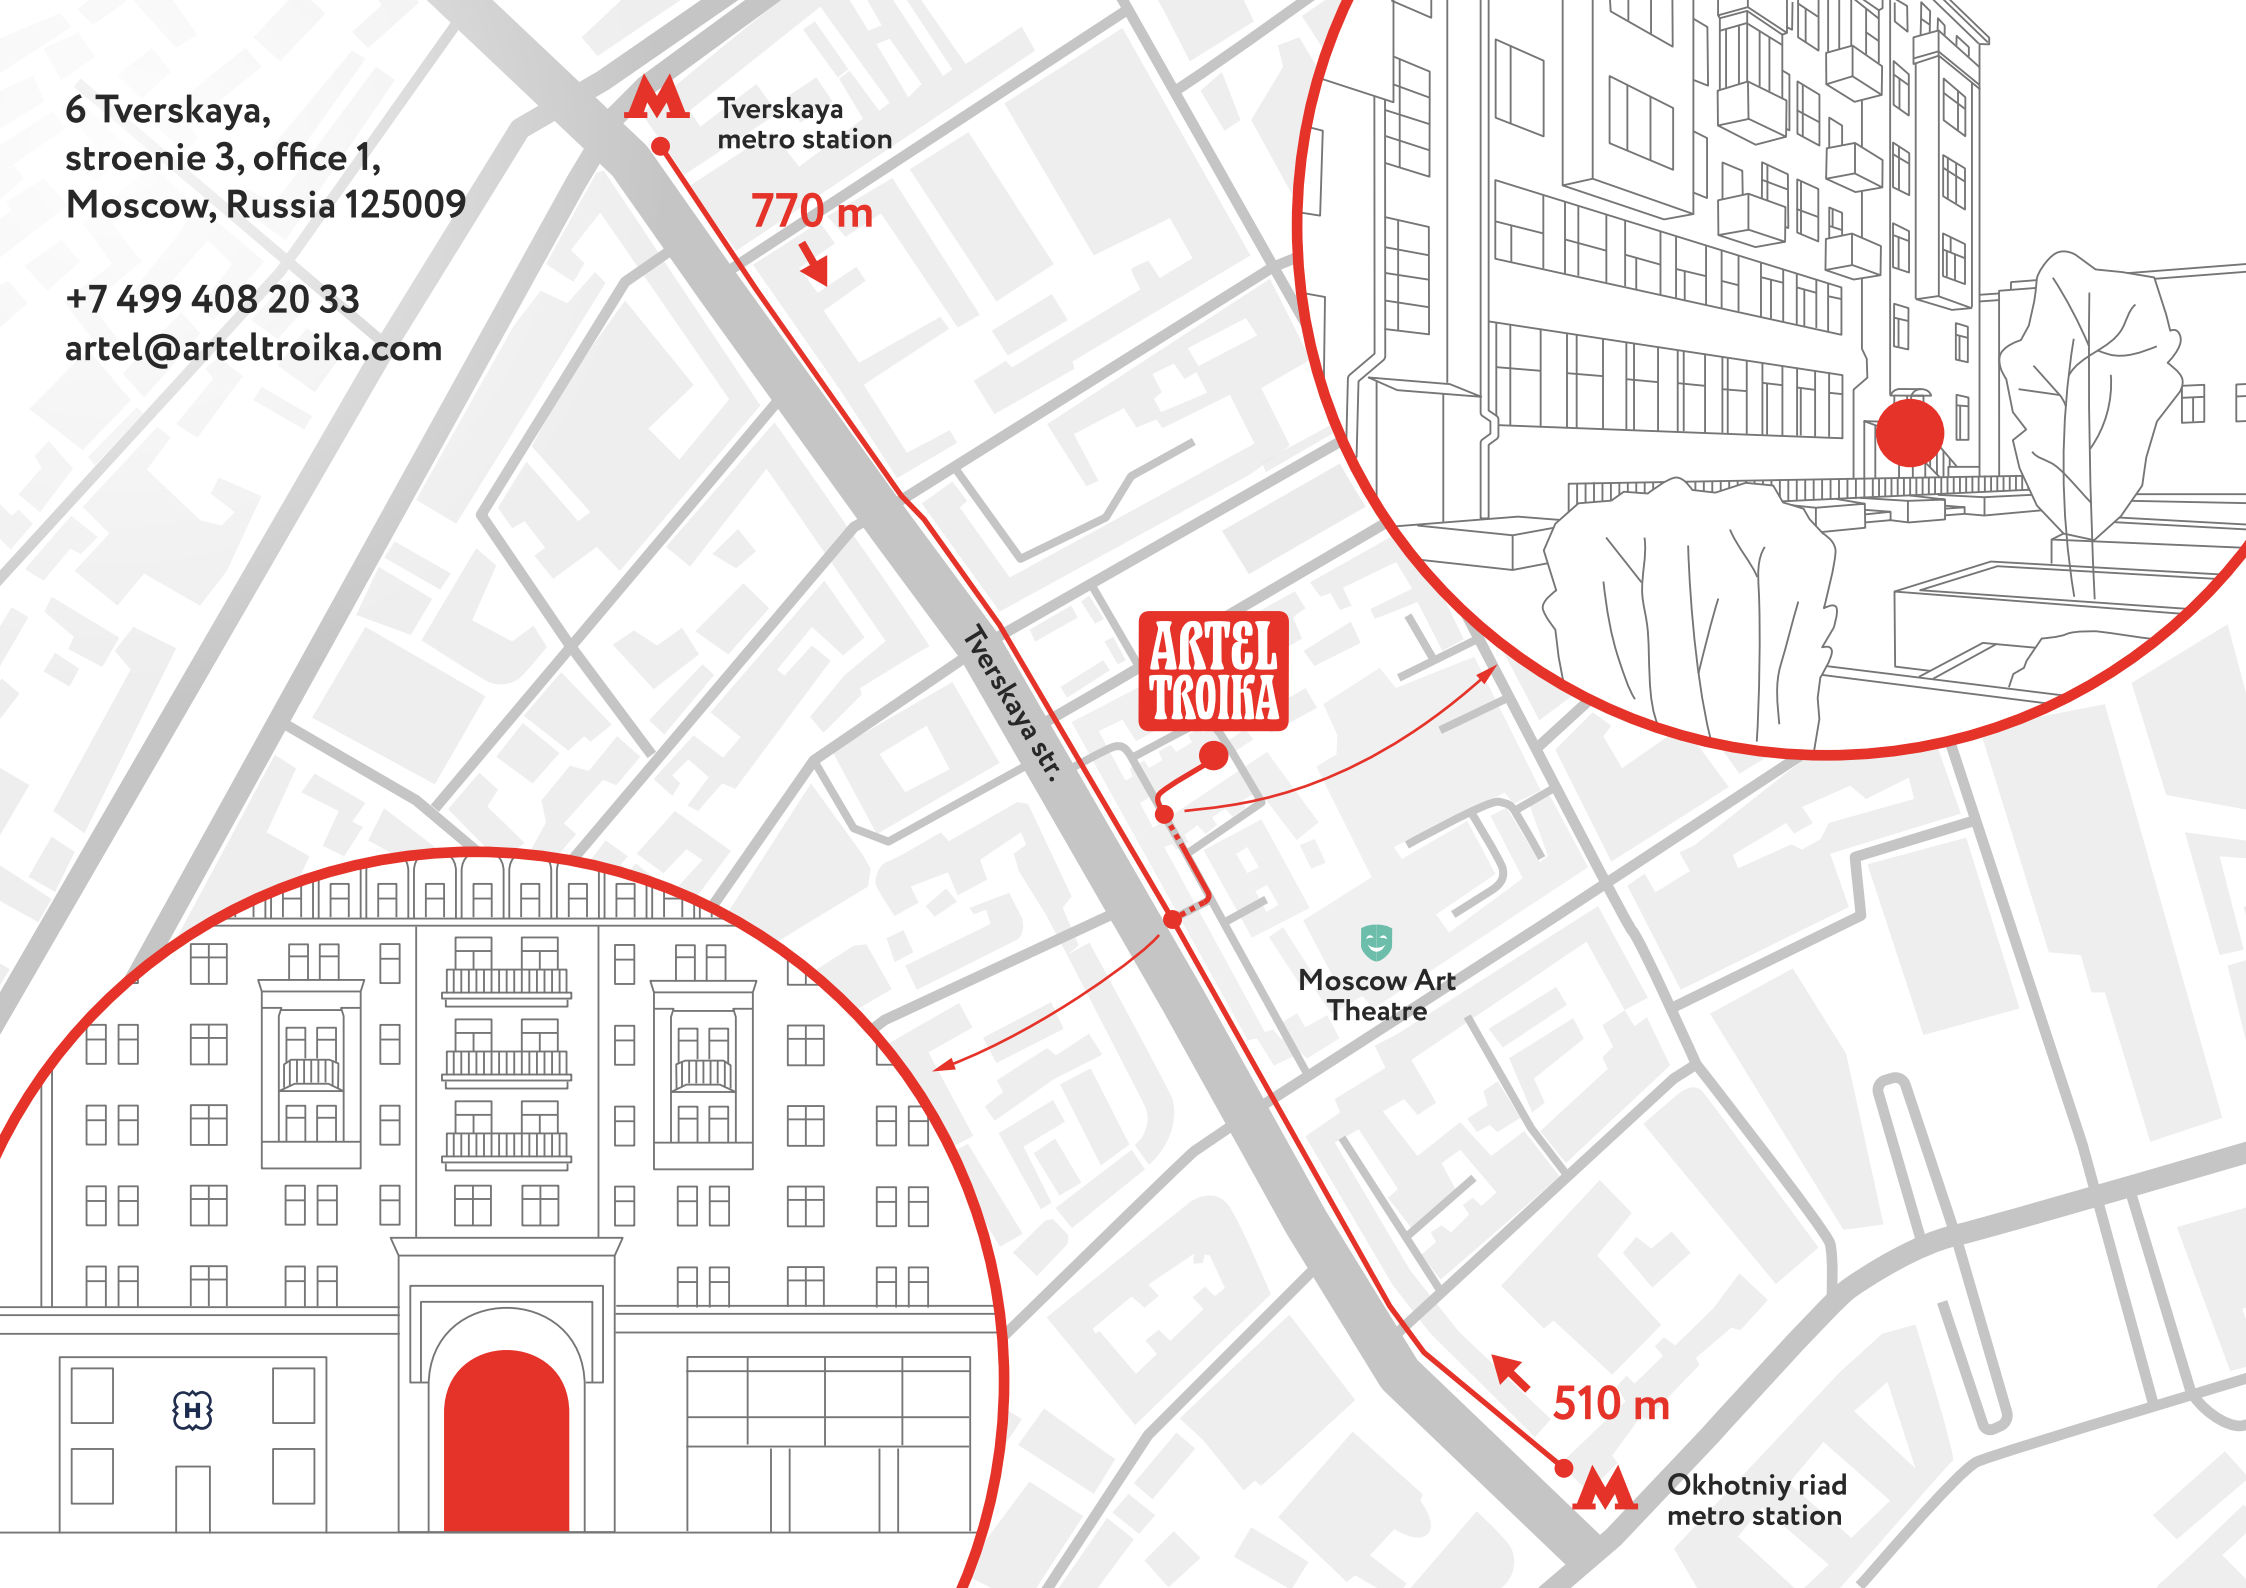 6 Tverskaya,
stroenie 3, office 1,
Moscow, Russia 125009
+7 499 408 20 33
artel@arteltroika.com
Tverskaya
metro station
770 m
Tverskaya str.
ARTEL
TROIKA
Moscow Art
Theatre
H
510 m
Okhotniy riad
metro station